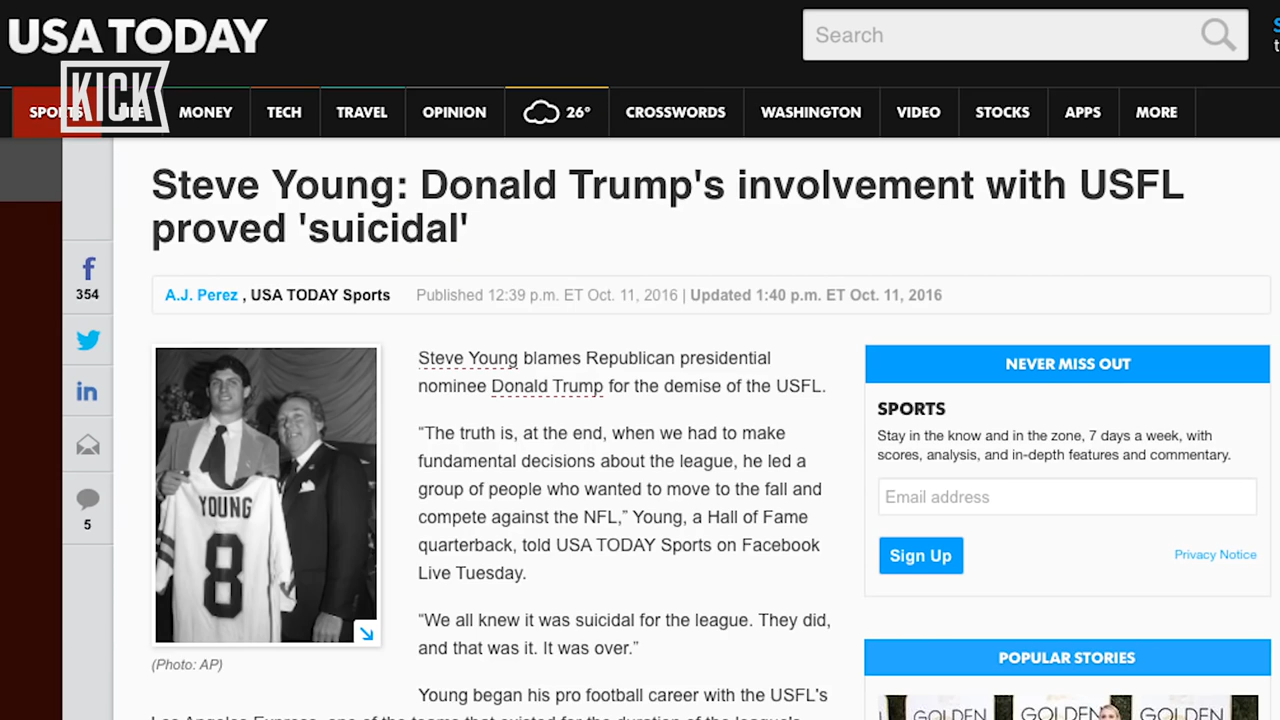 USA TODAY
Search
KICK
SPORTS
MONEY
TECH
TRAVEL
OPINION
26°
CROSSWORDS
WASHINGTON
VIDEO
STOCKS
APPS
MORE
Steve Young: Donald Trump's involvement with USFL
proved 'suicidal'
A.J. Perez , USA TODAY Sports Published 12:39 p.m. ET Oct. 11, 2016 | Updated 1:40 p.m. ET Oct. 11, 2016
354
5
YOUNG
8
(Photo: AP)
Steve Young blames Republican presidential
nominee Donald Trump for the demise of the USFL.
“The truth is, at the end, when we had to make
fundamental decisions about the league, he led a
group of people who wanted to move to the fall and
compete against the NFL,” Young, a Hall of Fame
quarterback, told USA TODAY Sports on Facebook
Live Tuesday.
“We all knew it was suicidal for the league. They did,
and that was it. It was over.”
Young began his pro football career with the USFL's
NEVER MISS OUT
SPORTS
Stay in the know and in the zone, 7 days a week, with
scores, analysis, and in-depth features and commentary.
Email address
Sign Up
Privacy Notice
POPULAR STORIES
GOLDEN
GOLDEN
GOLDEN